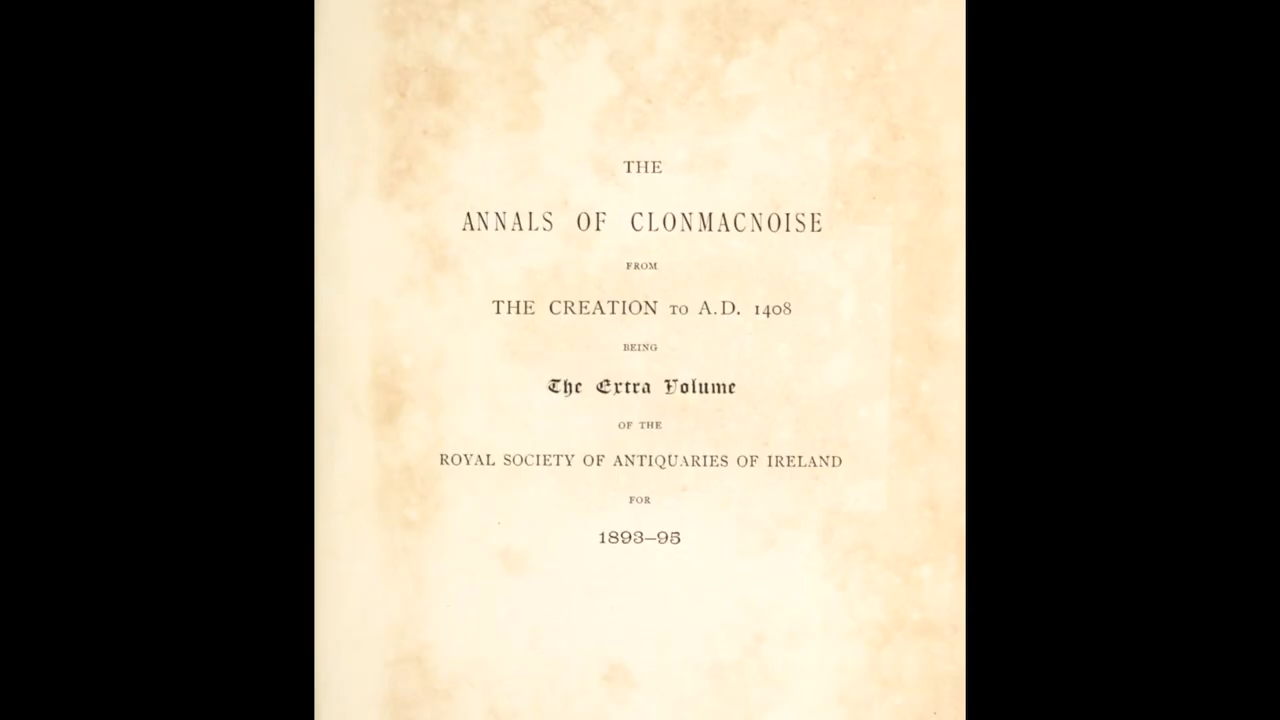 THE
ANNALS OF CLONMACNOISE
FROM
THE CREATION TO A.D. 1408
BEING
The Extra Volume
OF THE
ROYAL SOCIETY OF ANTIQUARIES OF IRELAND
FOR
1893–95